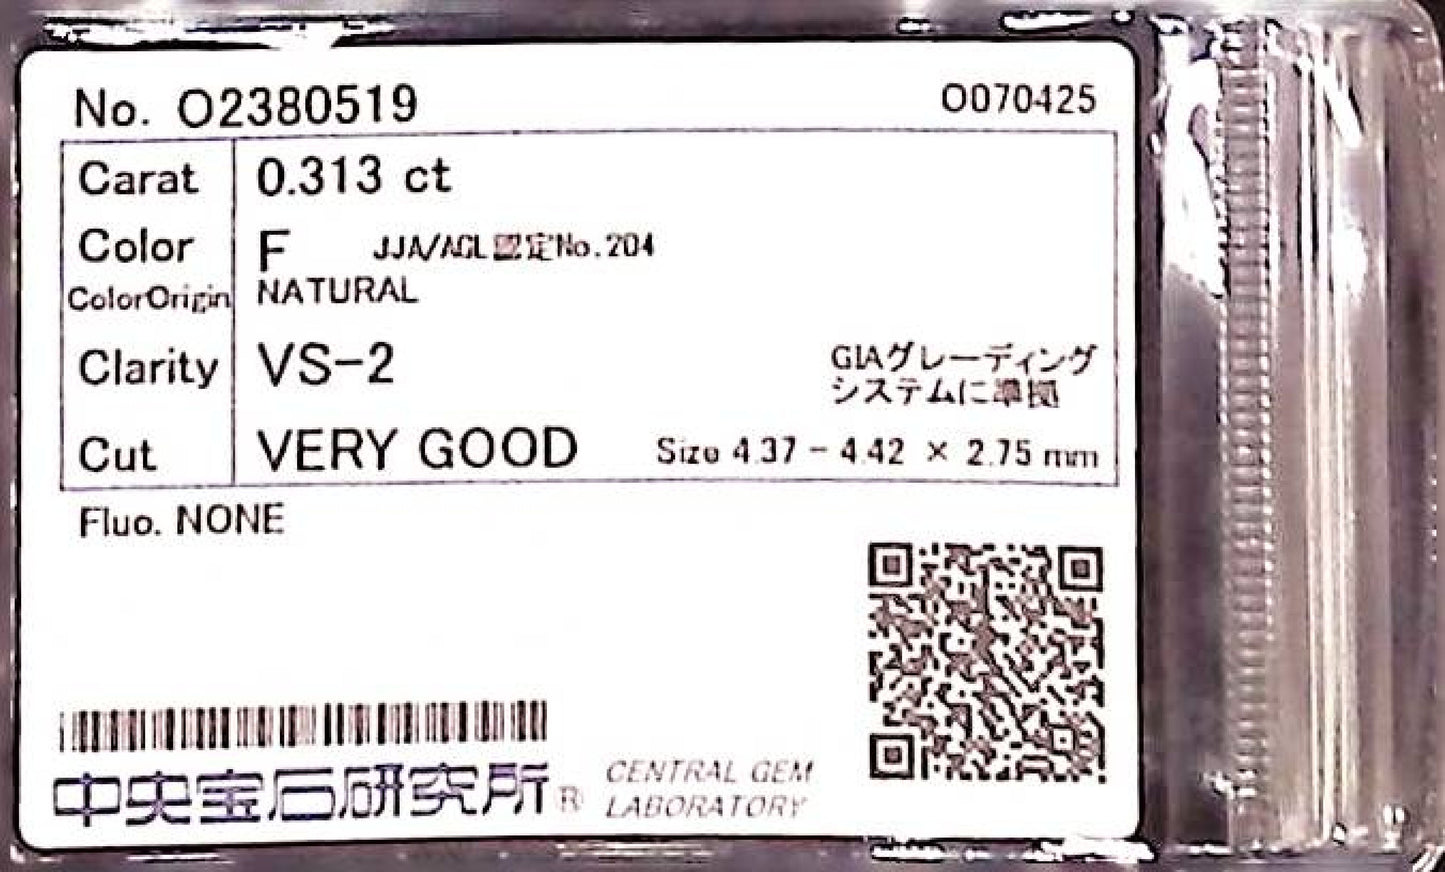 No. O2380519
O070425
Carat 0.313 ct
Color F JJA/AGL認定No.204
ColorOrigin NATURAL
Clarity VS-2
GIAグレーディング
システムに準拠
Cut VERY GOOD Size 4.37 - 4.42 × 2.75 mm
Fluo. NONE
中央宝石研究所® CENTRAL GEM
LABORATORY